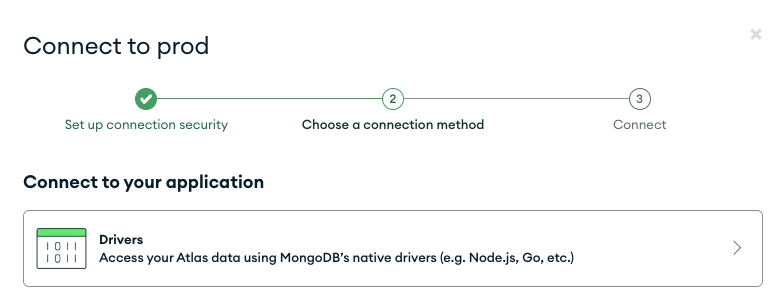 Connect to prod
2
3
Set up connection security
Choose a connection method
Connect
Connect to your application
Drivers
1011
1011
Access your Atlas data using MongoDB's native drivers (e.g. Node.js, Go, etc.)